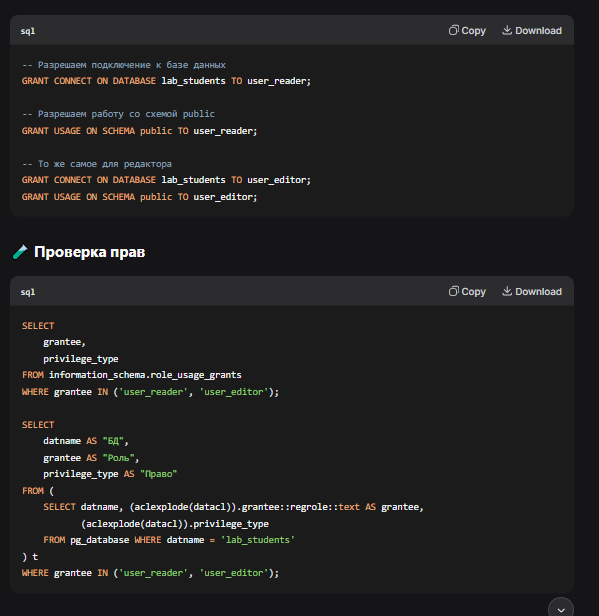 sql
Copy
Download
-- Разрешаем подключение к базе данных
GRANT CONNECT ON DATABASE lab_students TO user_reader;
-- Разрешаем работу со схемой public
GRANT USAGE ON SCHEMA public TO user_reader;
-- То же самое для редактора
GRANT CONNECT ON DATABASE lab_students TO user_editor;
GRANT USAGE ON SCHEMA public TO user_editor;
Проверка прав
sql
Copy
Download
SELECT
    grantee,
    privilege_type
FROM information_schema.role_usage_grants
WHERE grantee IN ('user_reader', 'user_editor');
SELECT
    datname AS "БД",
    grantee AS "Роль",
    privilege_type AS "Право"
FROM (
    SELECT datname, (aclexplode(datacl)).grantee::regrole::text AS grantee,
           (aclexplode(datacl)).privilege_type
    FROM pg_database WHERE datname = 'lab_students'
) t
WHERE grantee IN ('user_reader', 'user_editor');